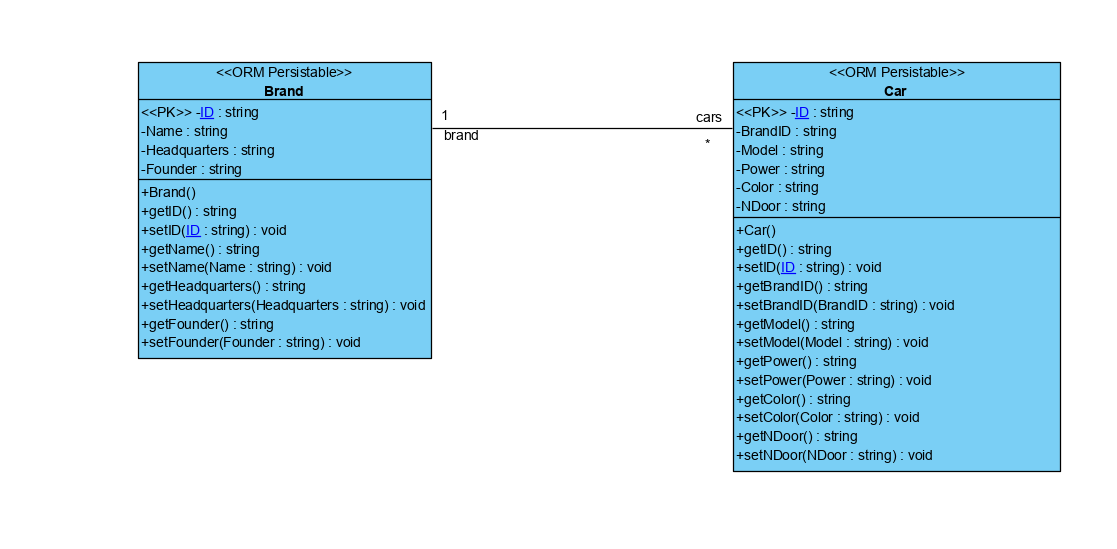 <<ORM Persistable>>
Brand
<<PK>> -ID : string
-Name : string
-Headquarters : string
-Founder : string
+Brand()
+getID() : string
+setID(ID : string) : void
+getName() : string
+setName(Name : string) : void
+getHeadquarters() : string
+setHeadquarters(Headquarters : string) : void
+getFounder() : string
+setFounder(Founder : string) : void
1
brand
cars
*
<<ORM Persistable>>
Car
<<PK>> -ID : string
-BrandID : string
-Model : string
-Power : string
-Color : string
-NDoor : string
+Car()
+getID() : string
+setID(ID : string) : void
+getBrandID() : string
+setBrandID(BrandID : string) : void
+getModel() : string
+setModel(Model : string) : void
+getPower() : string
+setPower(Power : string) : void
+getColor() : string
+setColor(Color : string) : void
+getNDoor() : string
+setNDoor(NDoor : string) : void